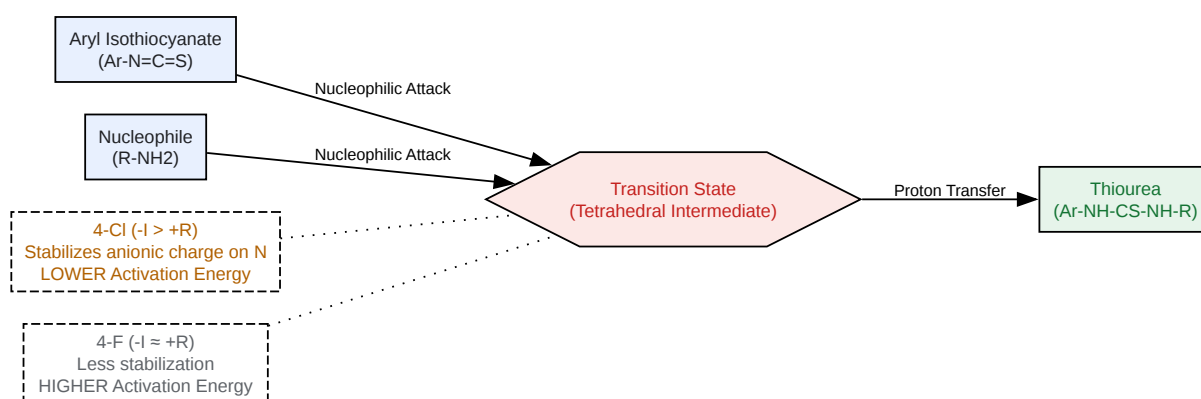 Aryl Isothiocyanate
(Ar-N=C=S)
Nucleophilic Attack
Nucleophile
(R-NH2)
Nucleophilic Attack
Transition State
(Tetrahedral Intermediate)
Proton Transfer
Thiourea
(Ar-NH-CS-NH-R)
4-Cl (-I > +R)
Stabilizes anionic charge on N
LOWER Activation Energy
4-F (-I ≈ +R)
Less stabilization
HIGHER Activation Energy